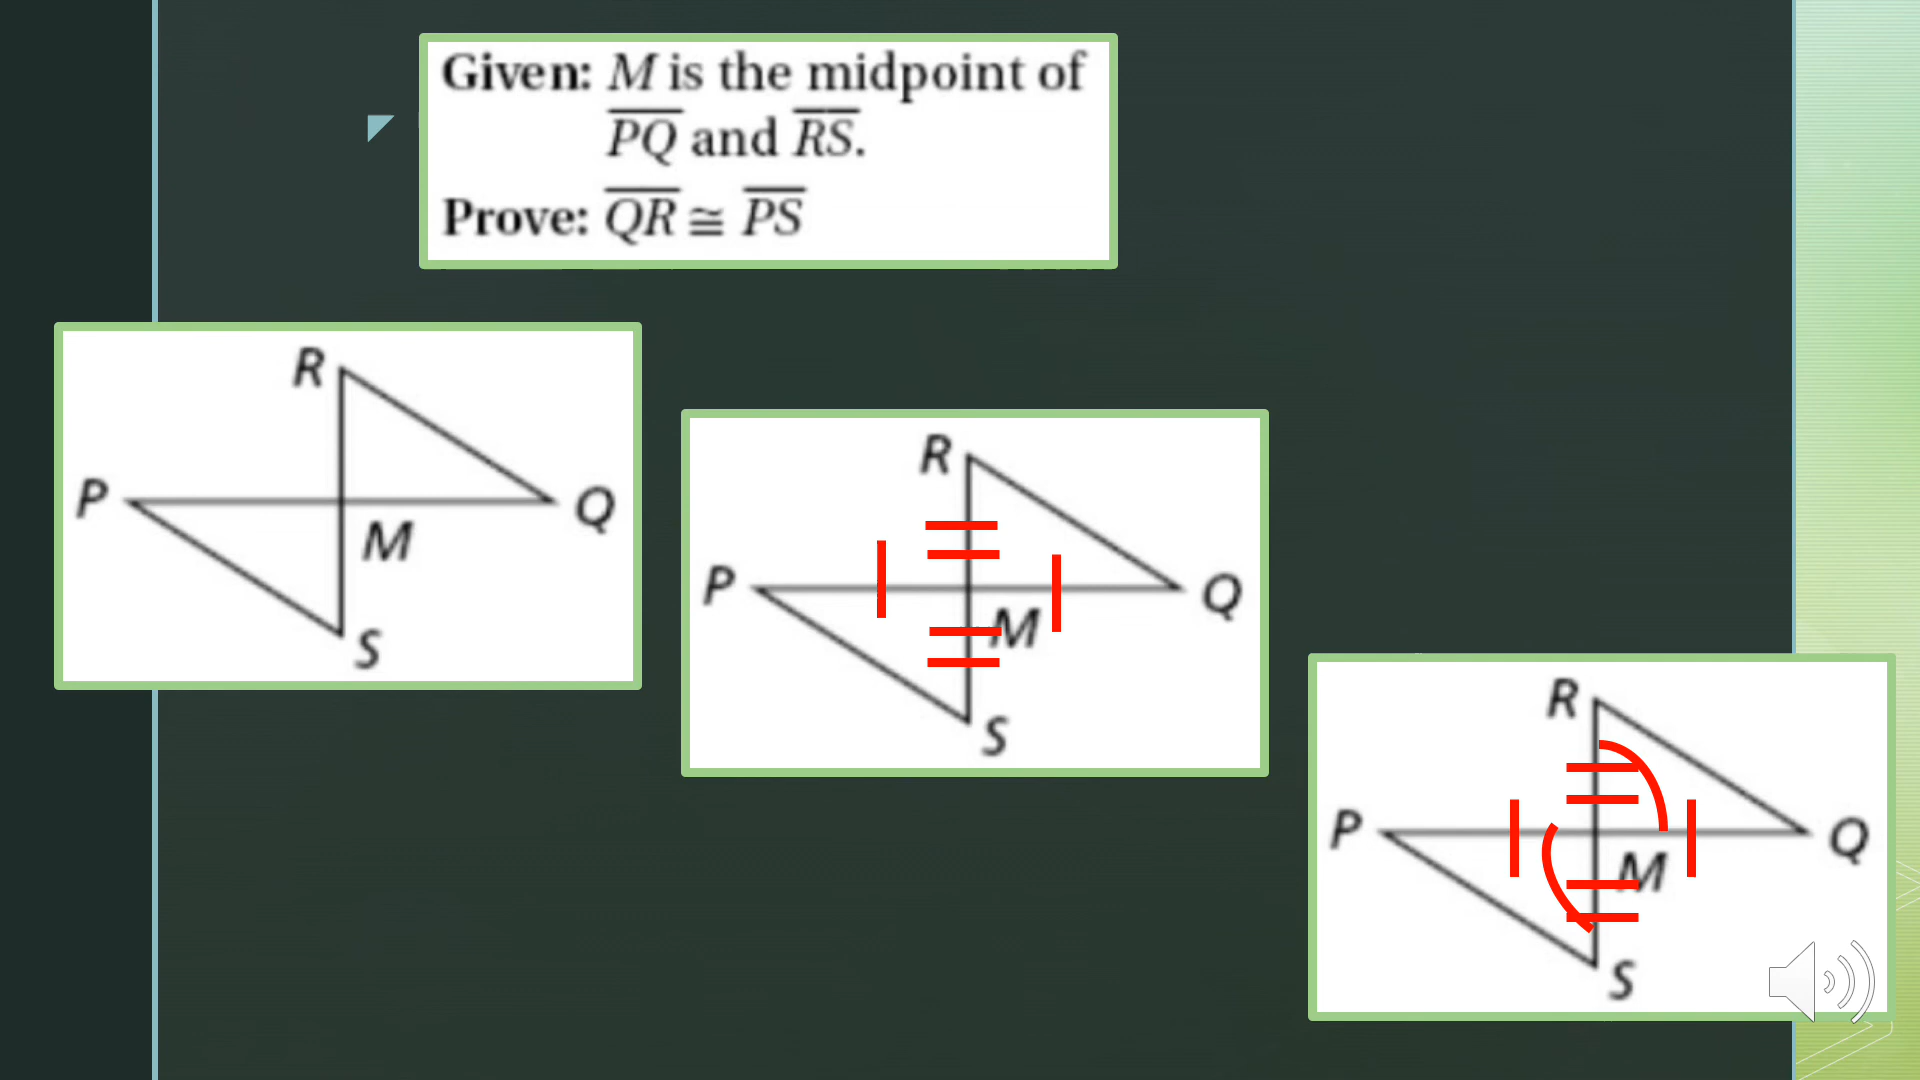 Given: M is the midpoint of
PQ and RS.
Prove: QR ≅ PS
R
P
Q
M
S
R
P
Q
M
S
R
P
Q
M
S